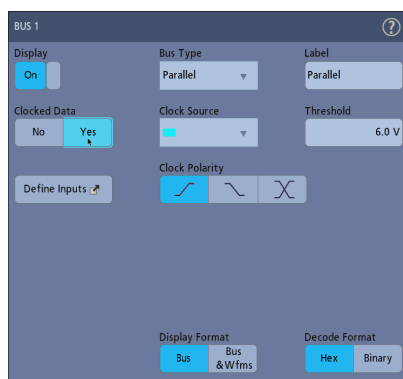 BUS 1
?
Display
Bus Type
Label
On
Parallel
Parallel
Clocked Data
Clock Source
Threshold
No
Yes
6.0 V
Clock Polarity
Define Inputs
Display Format
Decode Format
Bus
Bus
&Wfms
Hex
Binary